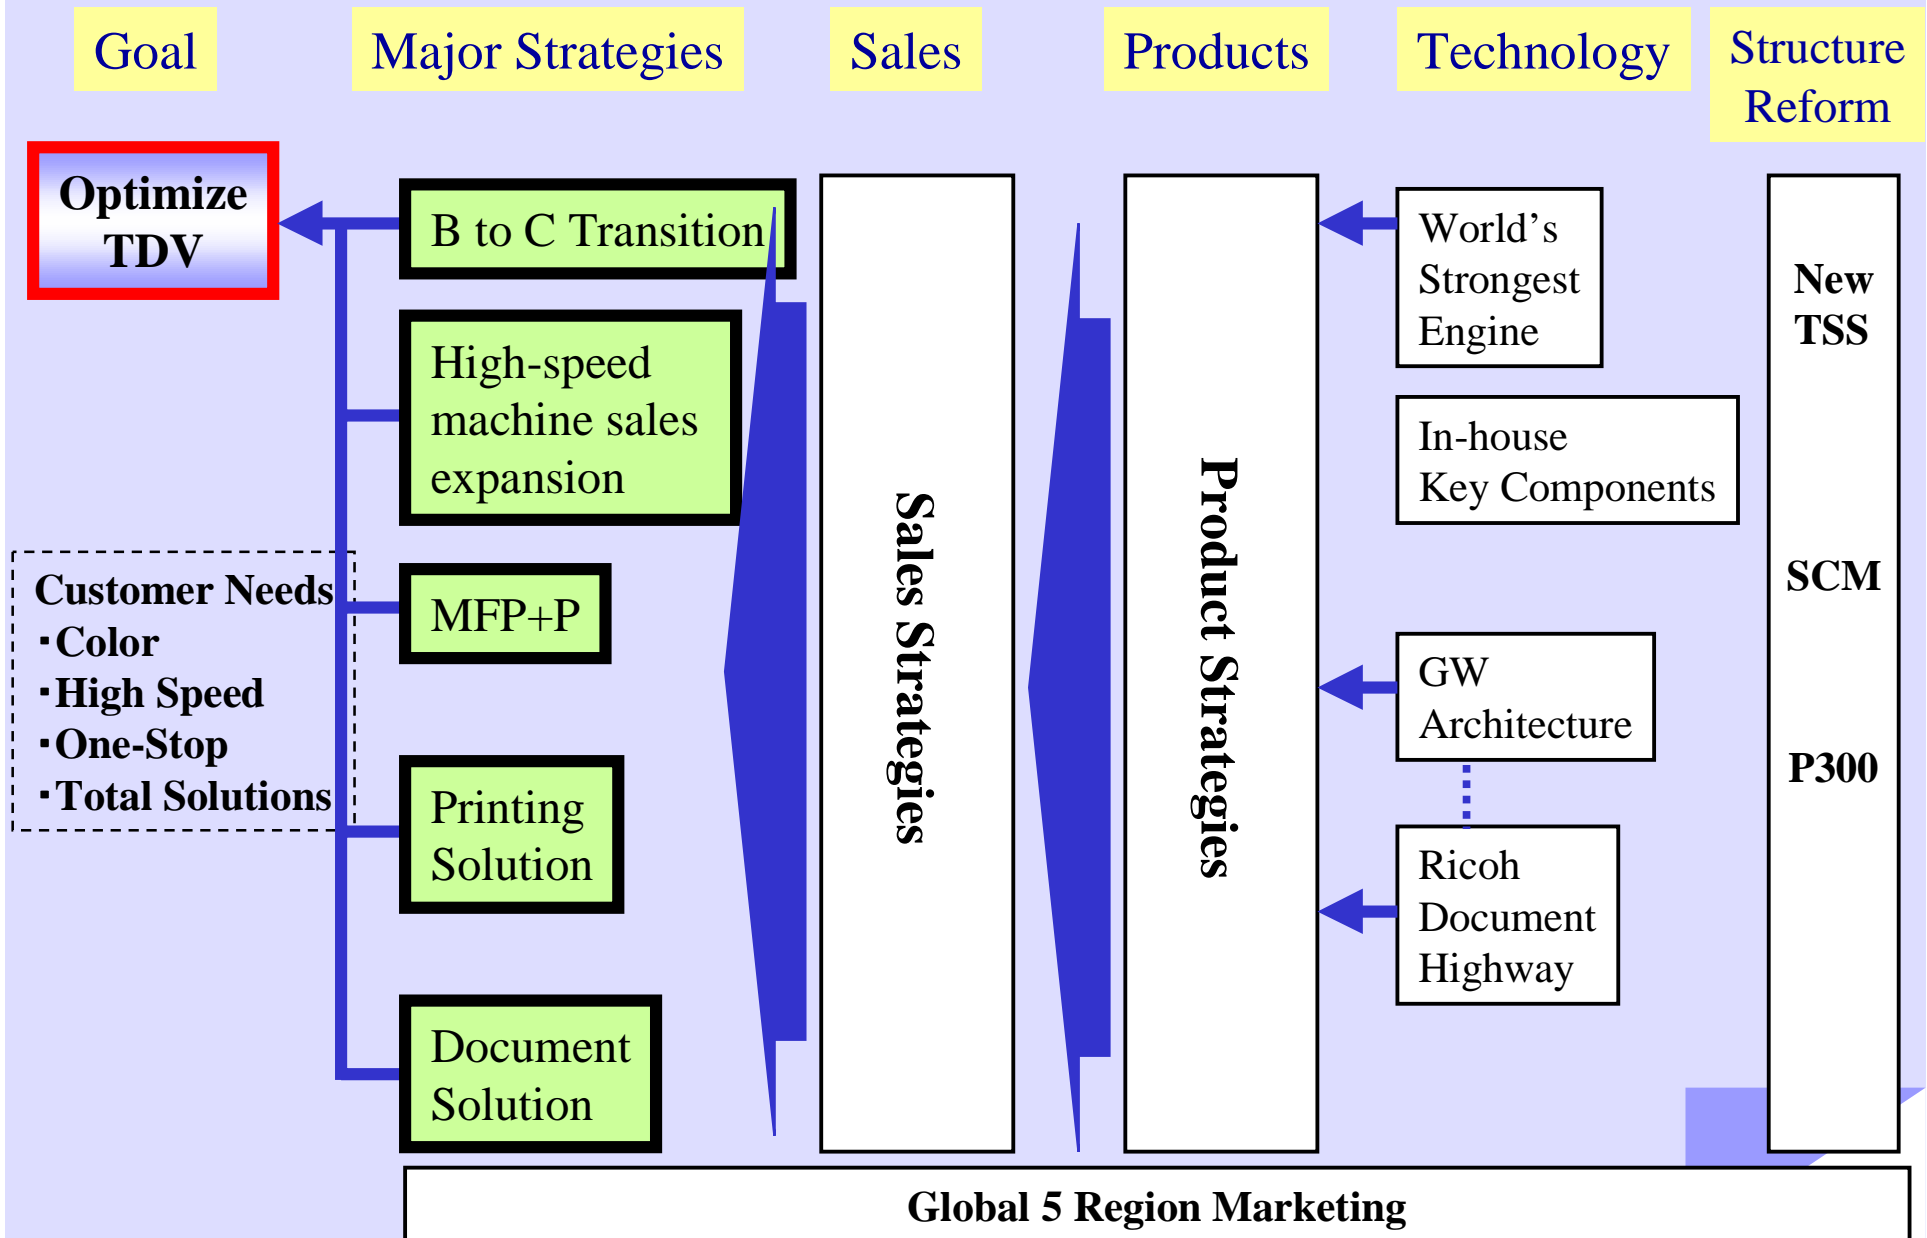 Goal
Major Strategies
Sales
Products
Technology
Structure
Reform
Optimize
TDV
B to C Transition
High-speed
machine sales
expansion
Customer Needs
・Color
・High Speed
・One-Stop
・Total Solutions
MFP+P
Printing
Solution
Document
Solution
Sales Strategies
Product Strategies
World's
Strongest
Engine
In-house
Key Components
GW
Architecture
Ricoh
Document
Highway
New
TSS
SCM
P300
Global 5 Region Marketing